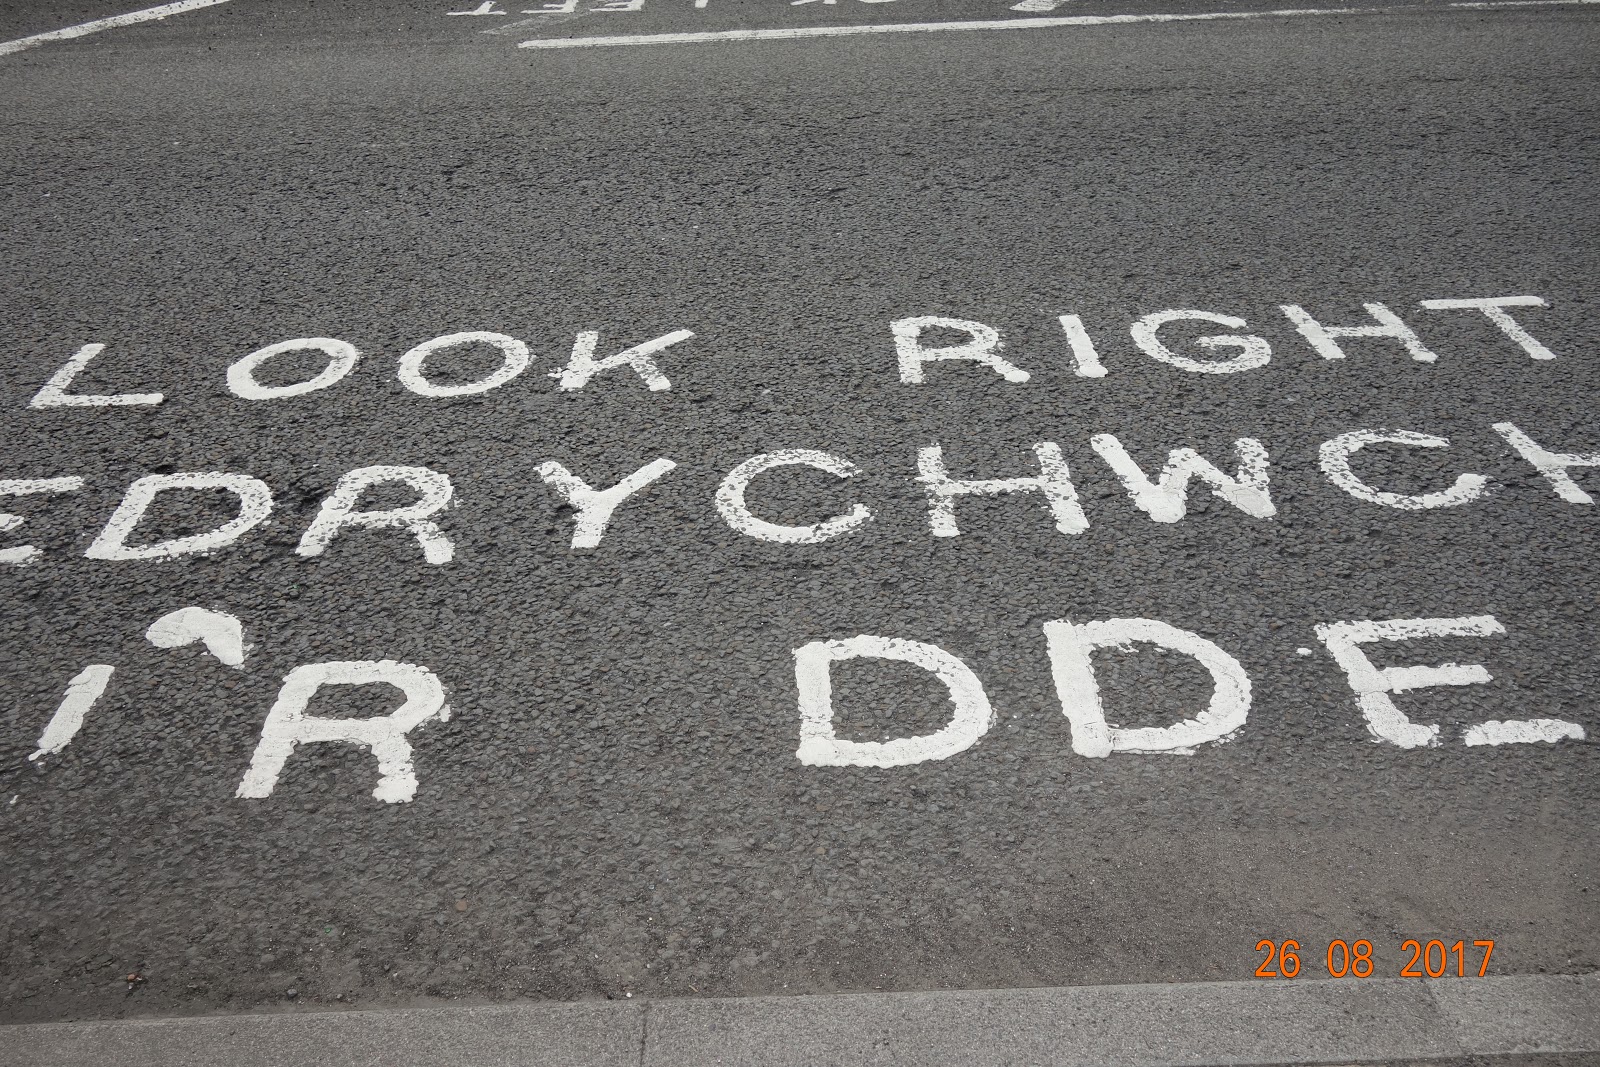 LOOK RIGHT
EDRYCHWCH
I'R DDE
26 08 2017